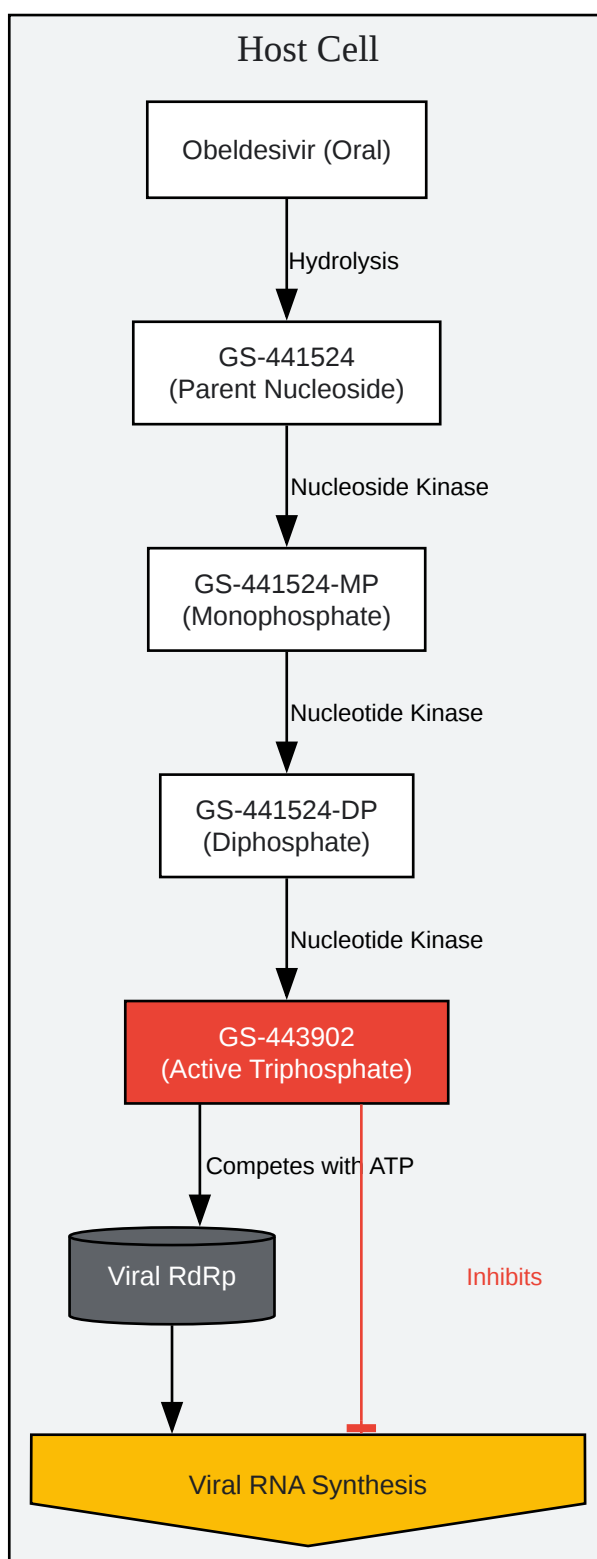 Host Cell
Obeldesivir (Oral)
Hydrolysis
GS-441524
(Parent Nucleoside)
Nucleoside Kinase
GS-441524-MP
(Monophosphate)
Nucleotide Kinase
GS-441524-DP
(Diphosphate)
Nucleotide Kinase
GS-443902
(Active Triphosphate)
Competes with ATP
Viral RdRp
Inhibits
Viral RNA Synthesis